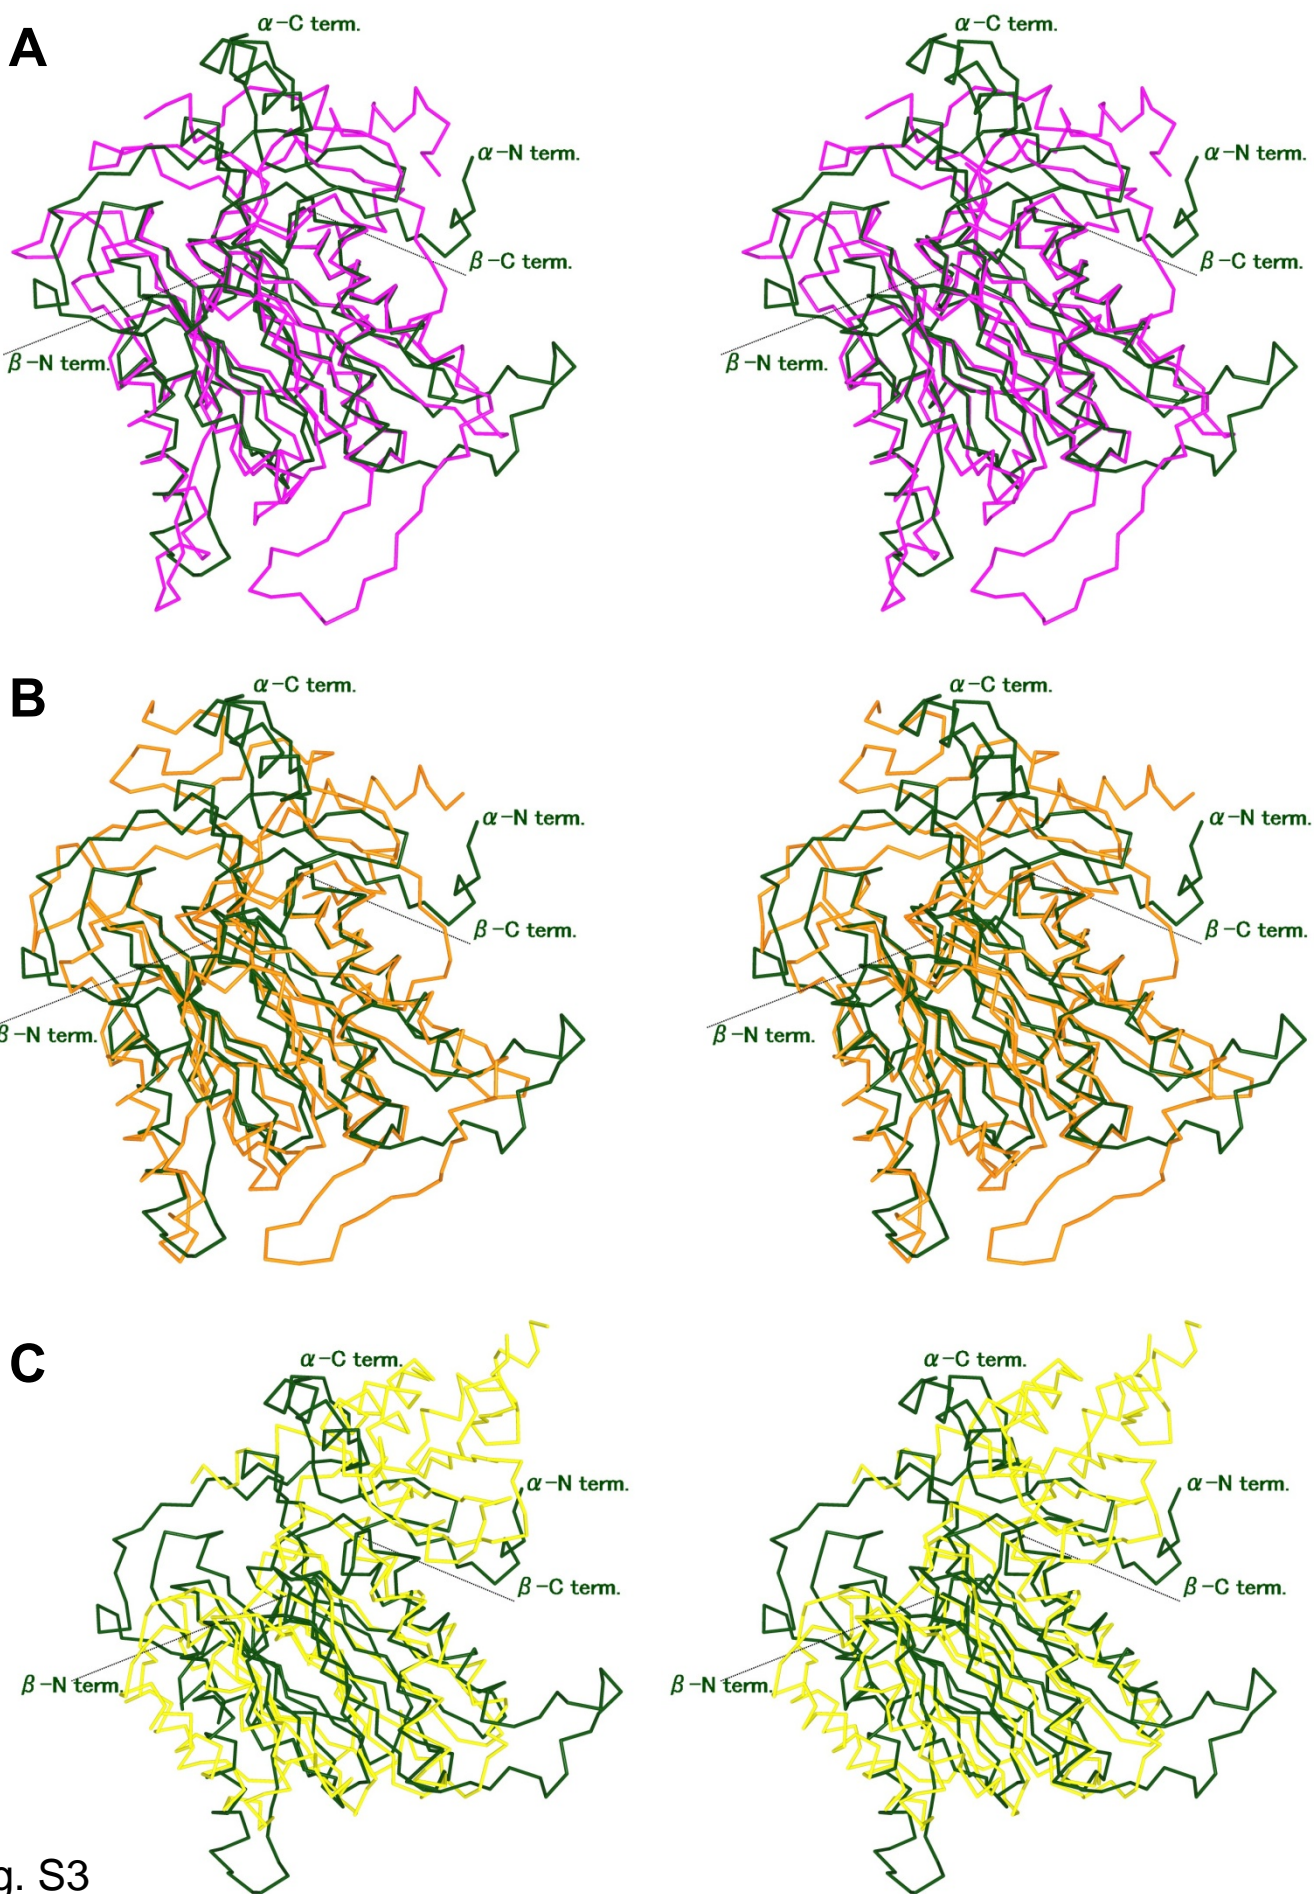 A
α-C term.
α-C term.
α-N term.
α-N term.
β-C term.
β-C term.
β-N term.
β-N term.
B
α-C term.
α-C term.
α-N term.
α-N term.
β-C term.
β-C term.
β-N term.
β-N term.
C
α-C term.
α-C term.
α-N term.
α-N term.
β-C term.
β-C term.
β-N term.
β-N term.
g. S3